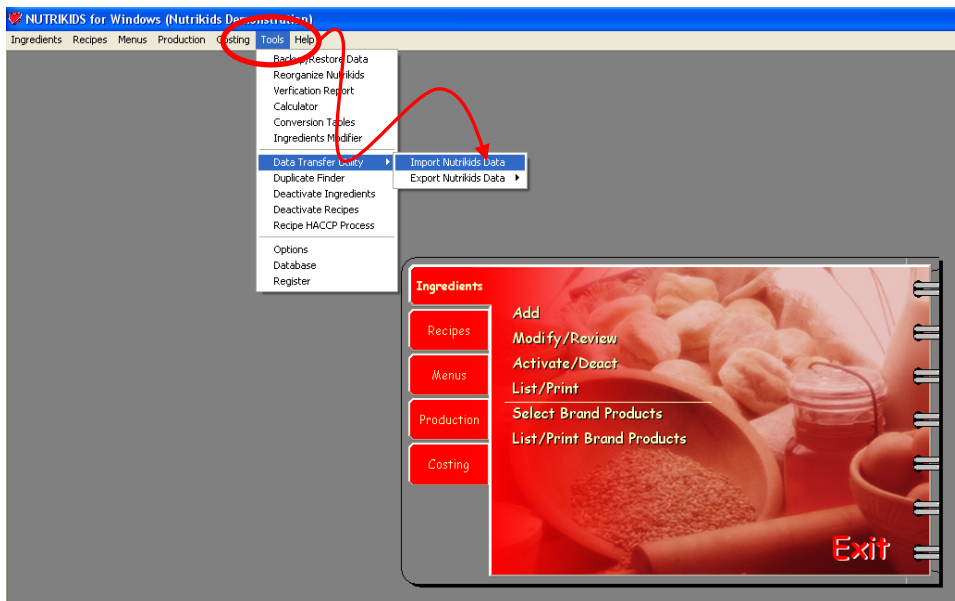 NUTRIKIDS for Windows (Nutrikids Demonstration)
Ingredients Recipes Menus Production Costing Tools Help
Backup/Restore Data
Reorganize Nutrikids
Verfication Report
Calculator
Conversion Tables
Ingredients Modifier
Data Transfer Utility
Import Nutrikids Data
Duplicate Finder
Export Nutrikids Data
Deactivate Ingredients
Deactivate Recipes
Recipe HACCP Process
Options
Database
Register
Ingredients
Recipes
Menus
Production
Costing
Add
Modify/Review
Activate/Deact
List/Print
Select Brand Products
List/Print Brand Products
Exit